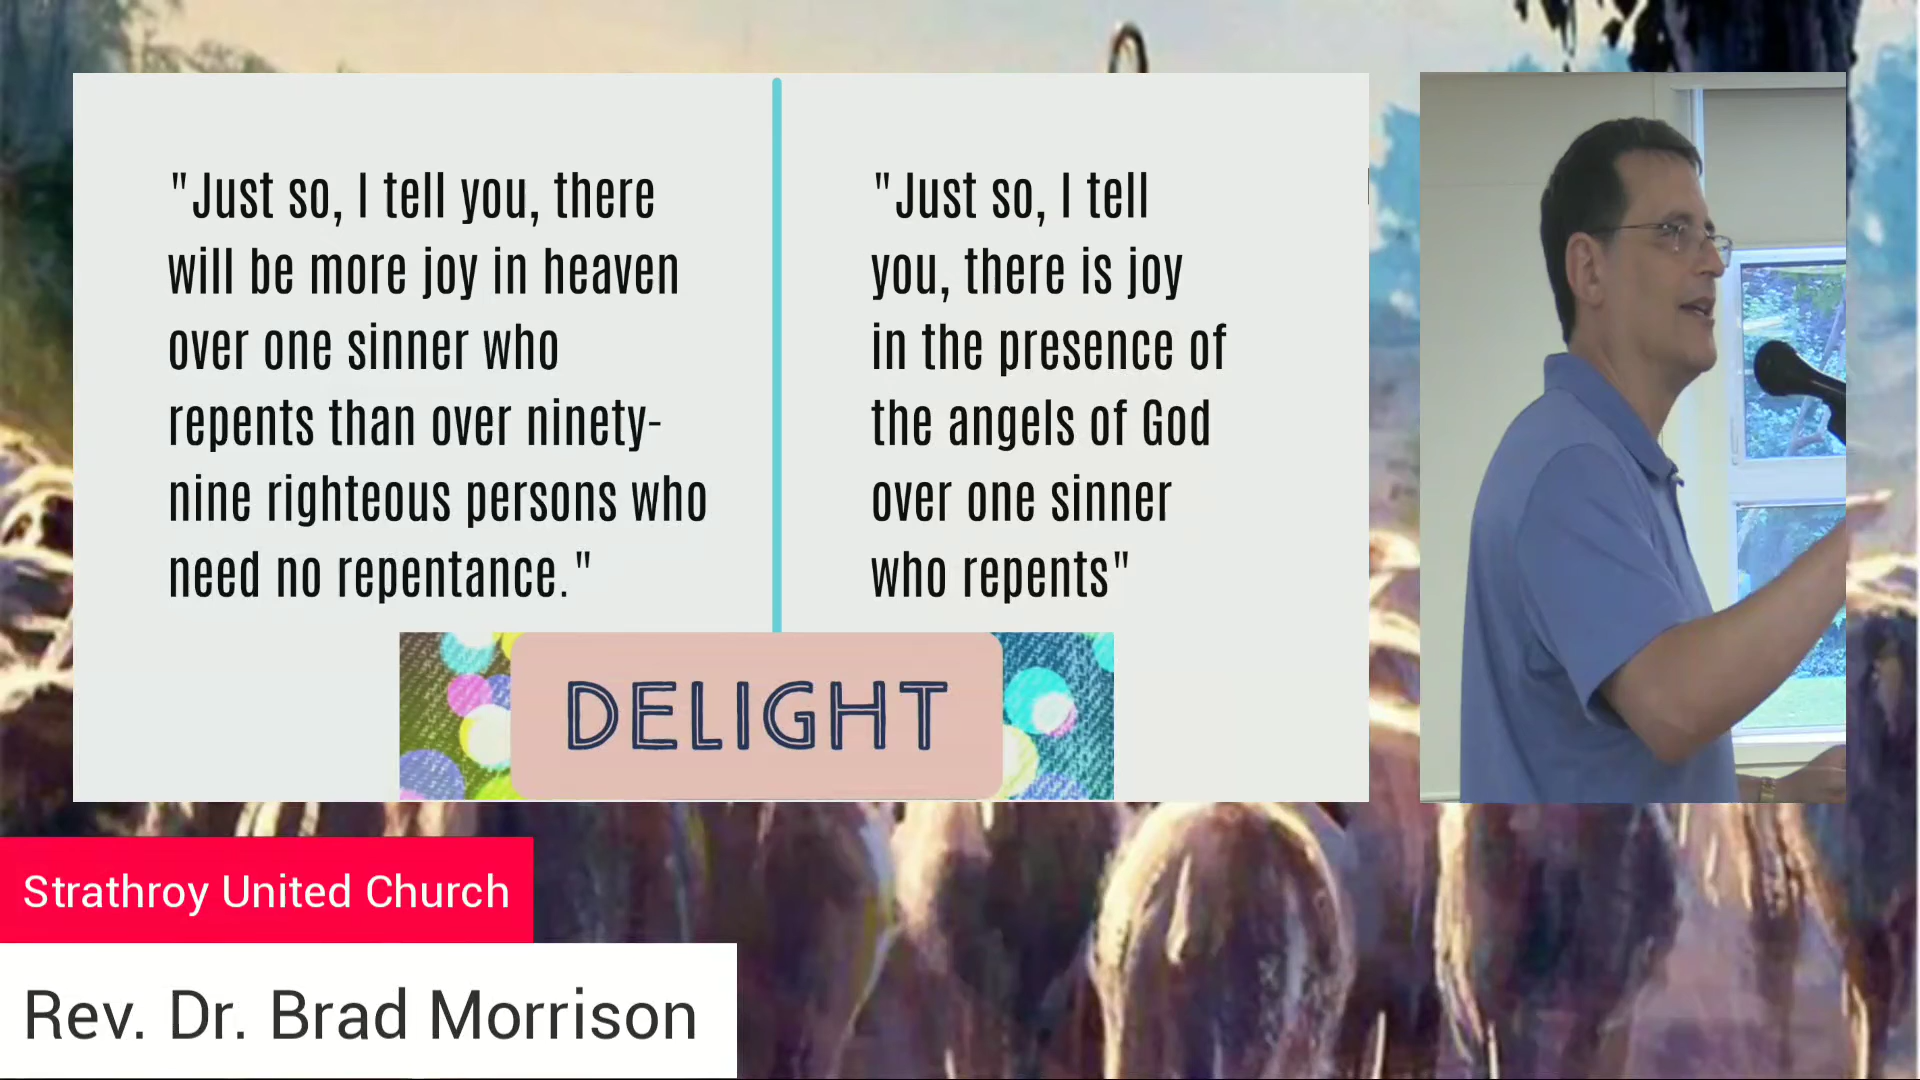 "Just so, I tell you, there
will be more joy in heaven
over one sinner who
repents than over ninety-
nine righteous persons who
need no repentance."
"Just so, I tell
you, there is joy
in the presence of
the angels of God
over one sinner
who repents"
DELIGHT
Strathroy United Church
Rev. Dr. Brad Morrison